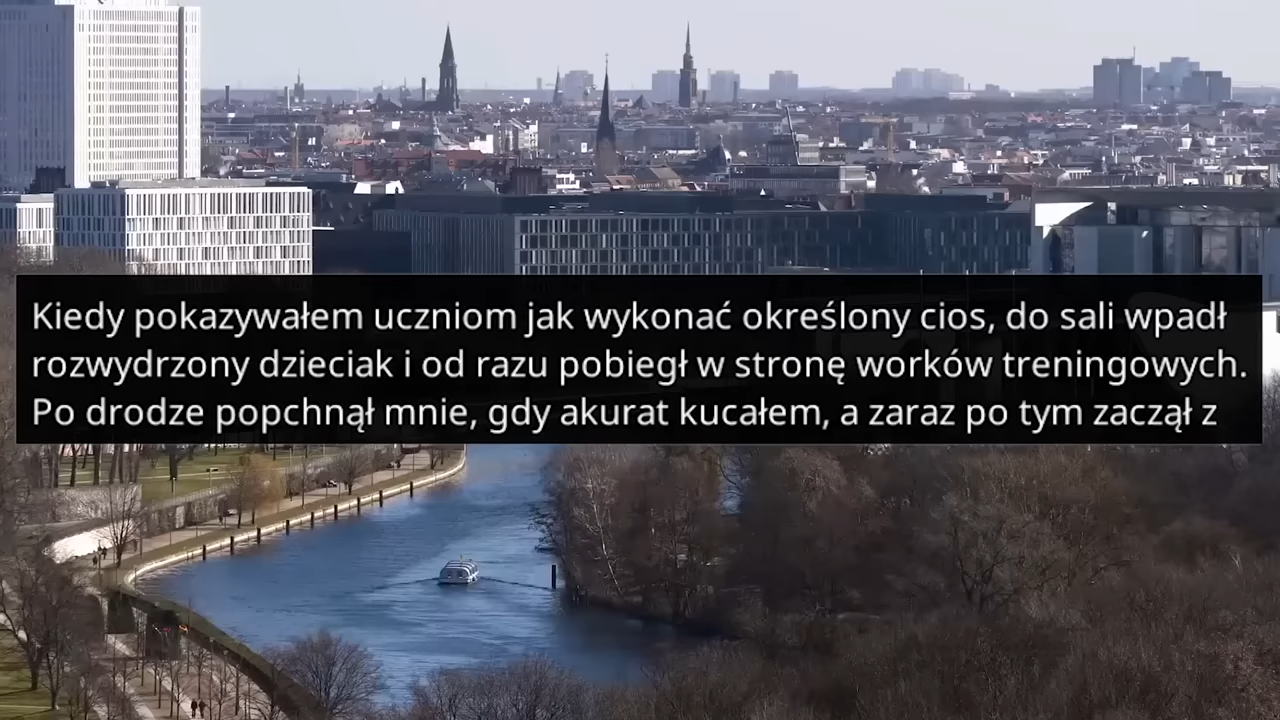 Kiedy pokazywałem uczniom jak wykonać określony cios, do sali wpadł
rozwydrzony dzieciak i od razu pobiegł w stronę worków treningowych.
Po drodze popchnął mnie, gdy akurat kucałem, a zaraz po tym zaczął z